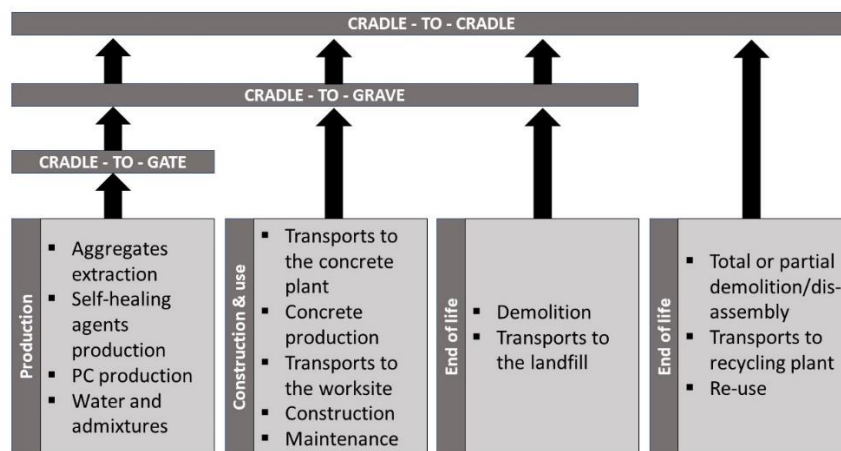 CRADLE - TO - CRADLE
CRADLE - TO - GRAVE
CRADLE - TO - GATE
Production
▪ Aggregates
extraction
▪ Self-healing
agents
production
▪ PC production
▪ Water and
admixtures
Construction & use
▪ Transports to
the concrete
plant
▪ Concrete
production
▪ Transports to
the worksite
▪ Construction
▪ Maintenance
End of life
▪ Demolition
▪ Transports to
the landfill
End of life
▪ Total or partial
demolition/dis-
assembly
▪ Transports to
recycling plant
▪ Re-use